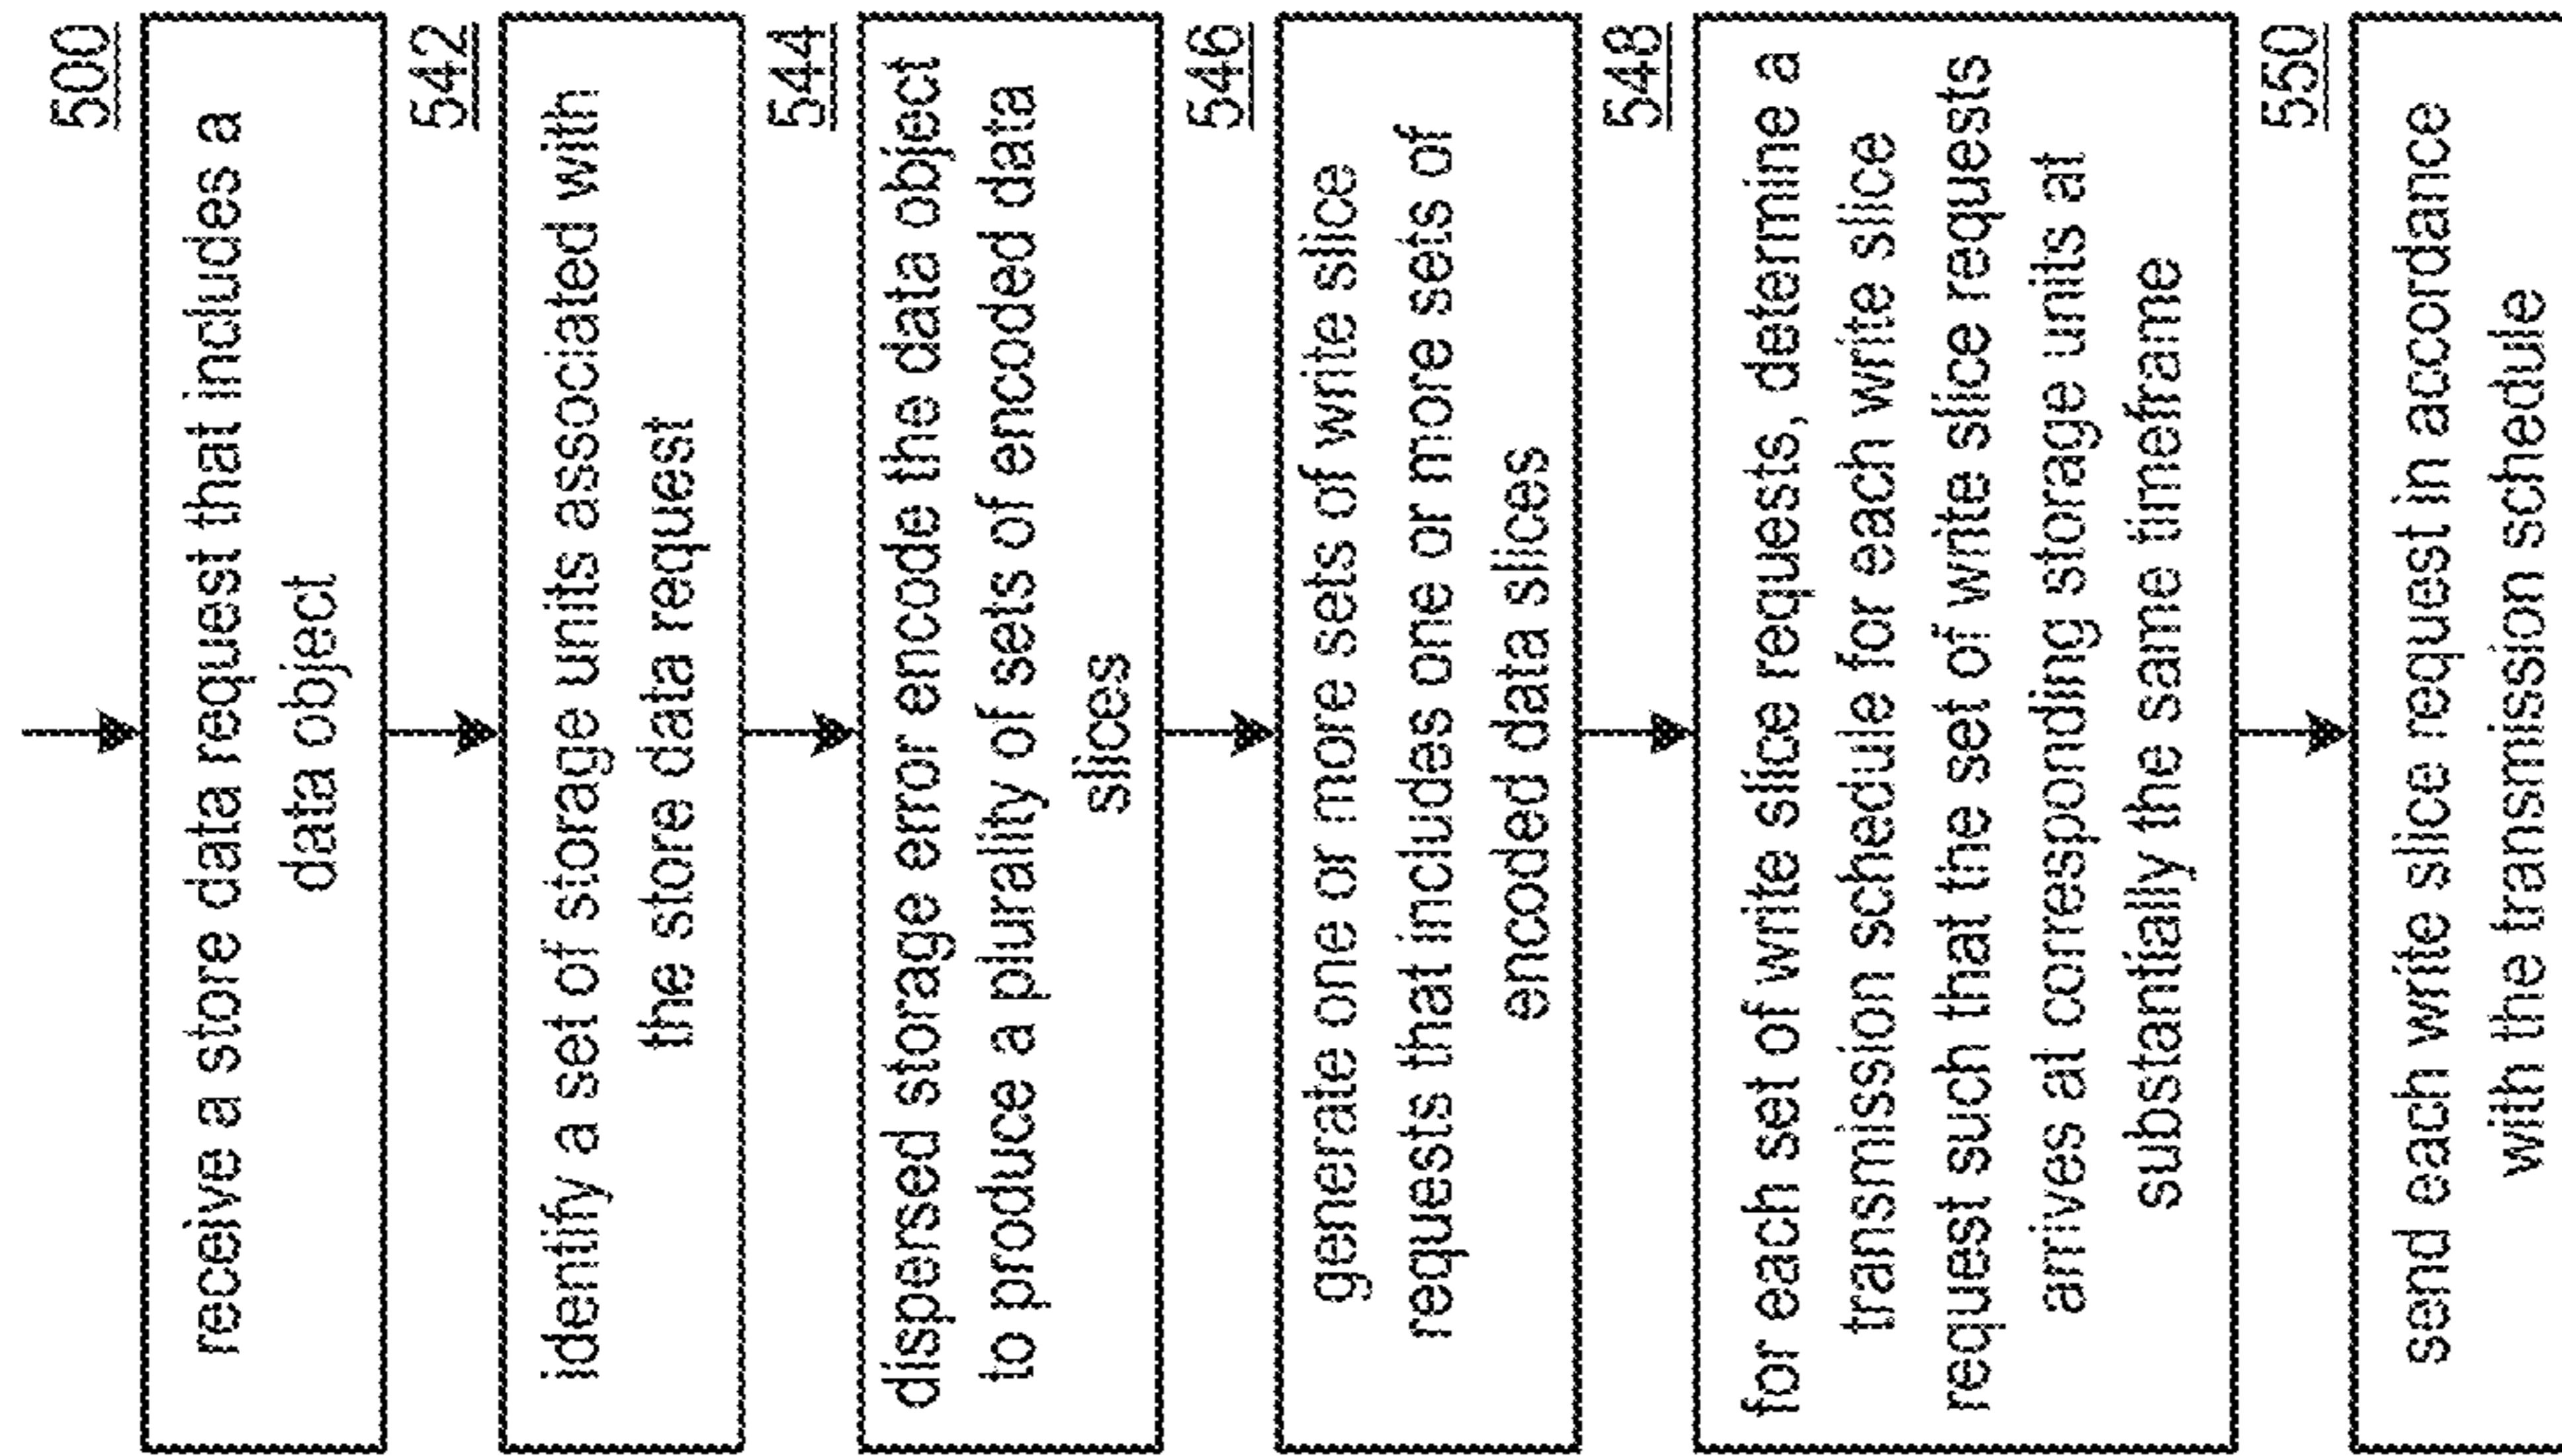 500
receive a store data request that includes a
data object
542
identify a set of storage units associated with
the store data request
544
dispersed storage error encode the data object
to produce a plurality of sets of encoded data
slices
546
generate one or more sets of write slice
requests that includes one or more sets of
encoded data slices
548
for each set of write slice requests, determine a
transmission schedule for each write slice
request such that the set of write slice requests
arrives at corresponding storage units at
substantially the same timeframe
550
send each write slice request in accordance
with the transmission schedule